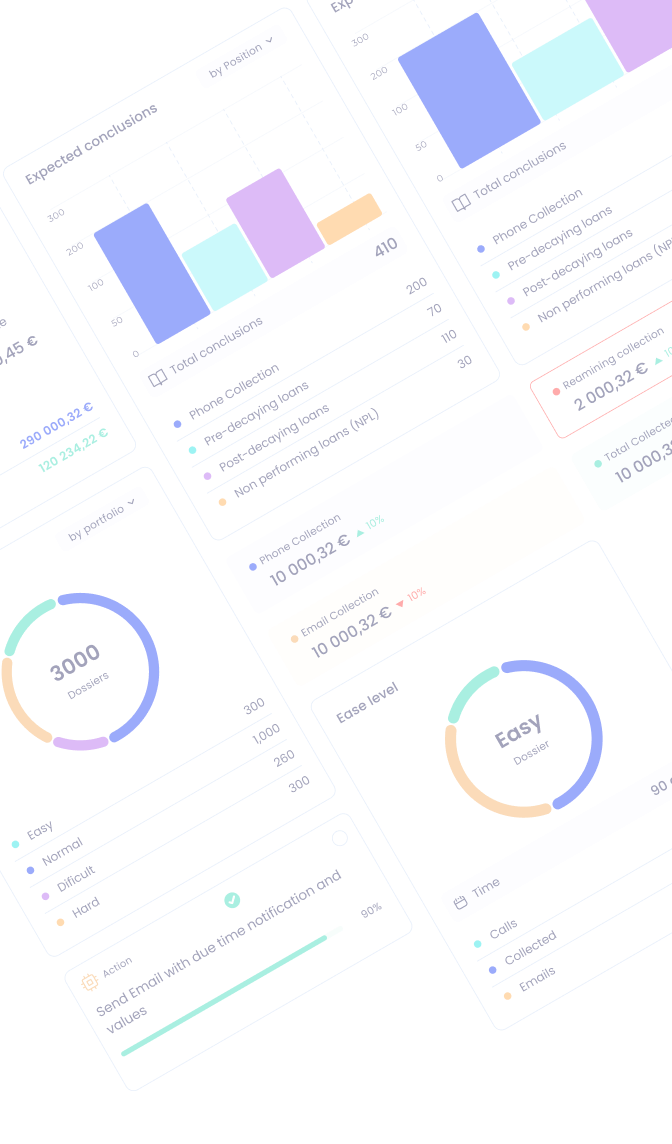 by Position
Expected conclusions
300
200
100
50
0
Total conclusions
410
Phone Collection
200
Pre-decaying loans
70
Post-decaying loans
110
Non performing loans (NPL)
30
300
200
100
50
0
Total conclusions
Phone Collection
Pre-decaying loans
Post-decaying loans
Non performing loans (NP
,45 €
290 000,32 €
120 234,22 €
Reamining collection
2 000,32 €
Total Collecte
10 000,3
Phone Collection
10 000,32 €
10%
Email Collection
10 000,32 €
10%
by portfolio
3000
Dossiers
Easy
300
Normal
1,000
Dificult
260
Hard
300
Ease level
Easy
Dossier
90
Time
Calls
Collected
Emails
Action
Send Email with due time notification and
values
90%